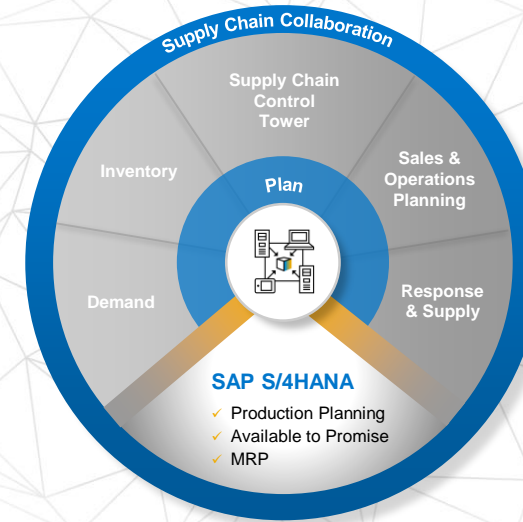 Supply Chain Collaboration
Supply Chain
Control
Tower
Inventory
Sales &
Operations
Planning
Plan
Demand
Response
& Supply
SAP S/4HANA
✓ Production Planning
✓ Available to Promise
✓ MRP